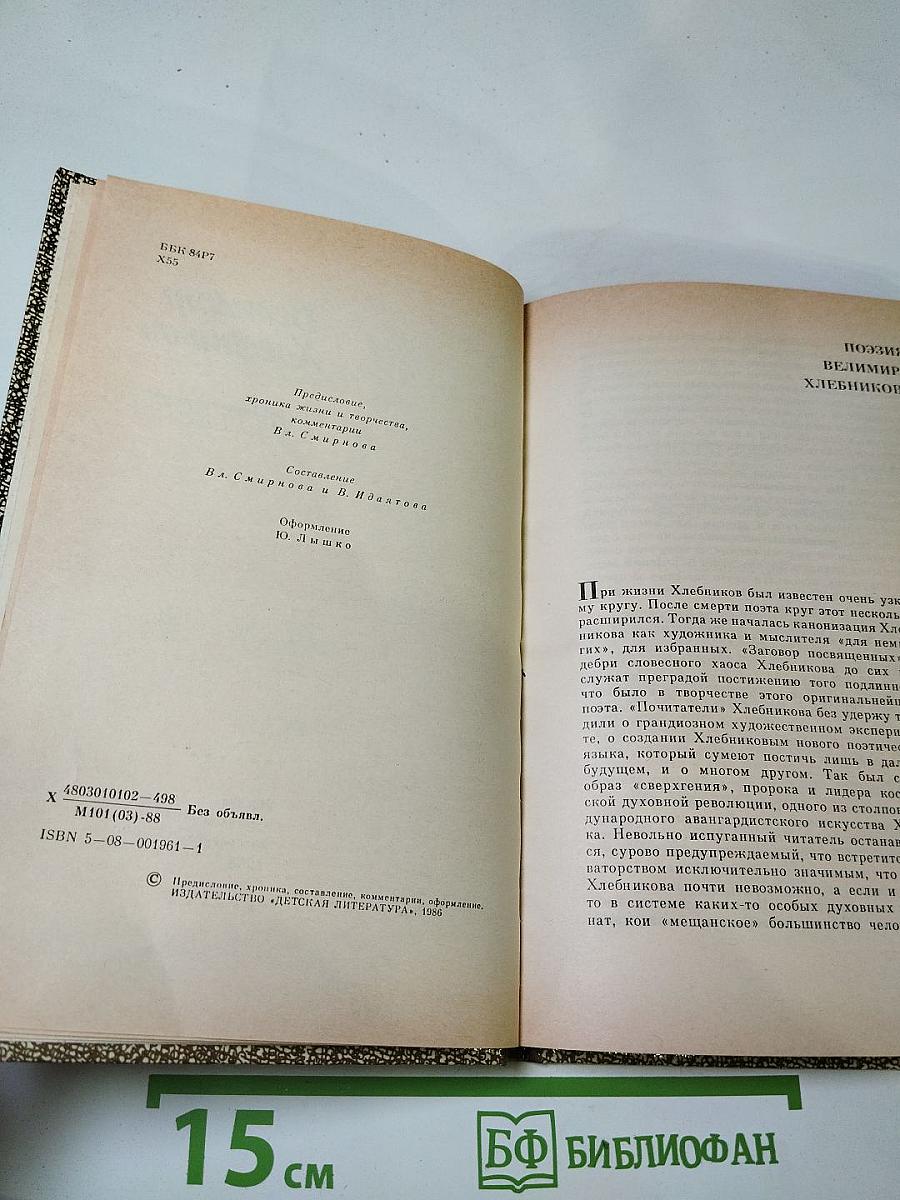 ББК 84Р7
Х55
Предисловие,
хроника жизни и творчества,
комментарии
Вл. Смирнова
Составление
Вл. Смирнова и В. Идаятова
Оформление
Ю. Лышко
Х 4803010102—498
М101(03)-88 Без объявл.
ISBN 5—08—001961—1
© Предисловие, хроника, составление, комментарии, оформление.
ИЗДАТЕЛЬСТВО «ДЕТСКАЯ ЛИТЕРАТУРА», 1986
ПОЭЗИЯ
ВЕЛИМИР
ХЛЕБНИКОВ
При жизни Хлебников был известен очень узк
му кругу. После смерти поэта круг этот несколь
расширился. Тогда же началась канонизация Хле
никова как художника и мыслителя «для нем
гих», для избранных. «Заговор посвященных»
дебри словесного хаоса Хлебникова до сих
служат преградой постижению того подлинн
что было в творчестве этого оригинальней
поэта. «Почитатели» Хлебникова без удержу т
дили о грандиозном художественном экспери
те, о создании Хлебниковым нового поэтичес
языка, который сумеют постичь лишь в дал
будущем, и о многом другом. Так был с
образ «сверхгения», пророка и лидера кос
ской духовной революции, одного из столпов
дународного авангардистского искусства X
ка. Невольно испуганный читатель останав
ся, сурово предупреждаемый, что встретитс
ваторством исключительно значимым, что
Хлебникова почти невозможно, а если и
то в системе каких-то особых духовных
нат, кои «мещанское» большинство чело
15 см
БФ БИБЛИОФАН